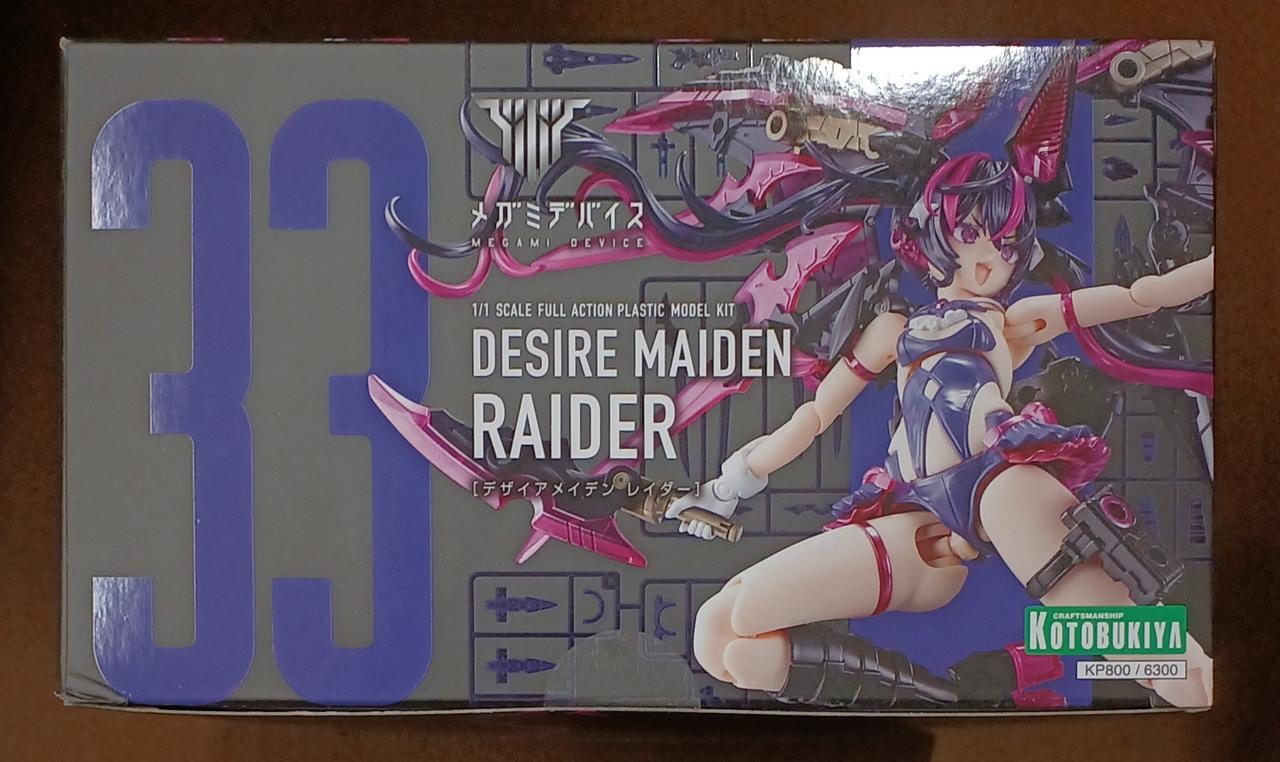 33
メガミデバイス
MEGAMI DEVICE
1/1 SCALE FULL ACTION PLASTIC MODEL KIT
DESIRE MAIDEN
RAIDER
[デザイアメイデン レイダー]
K
CRAFTSMANSHIP
KOTOBUKIYA
KP800 / 6300